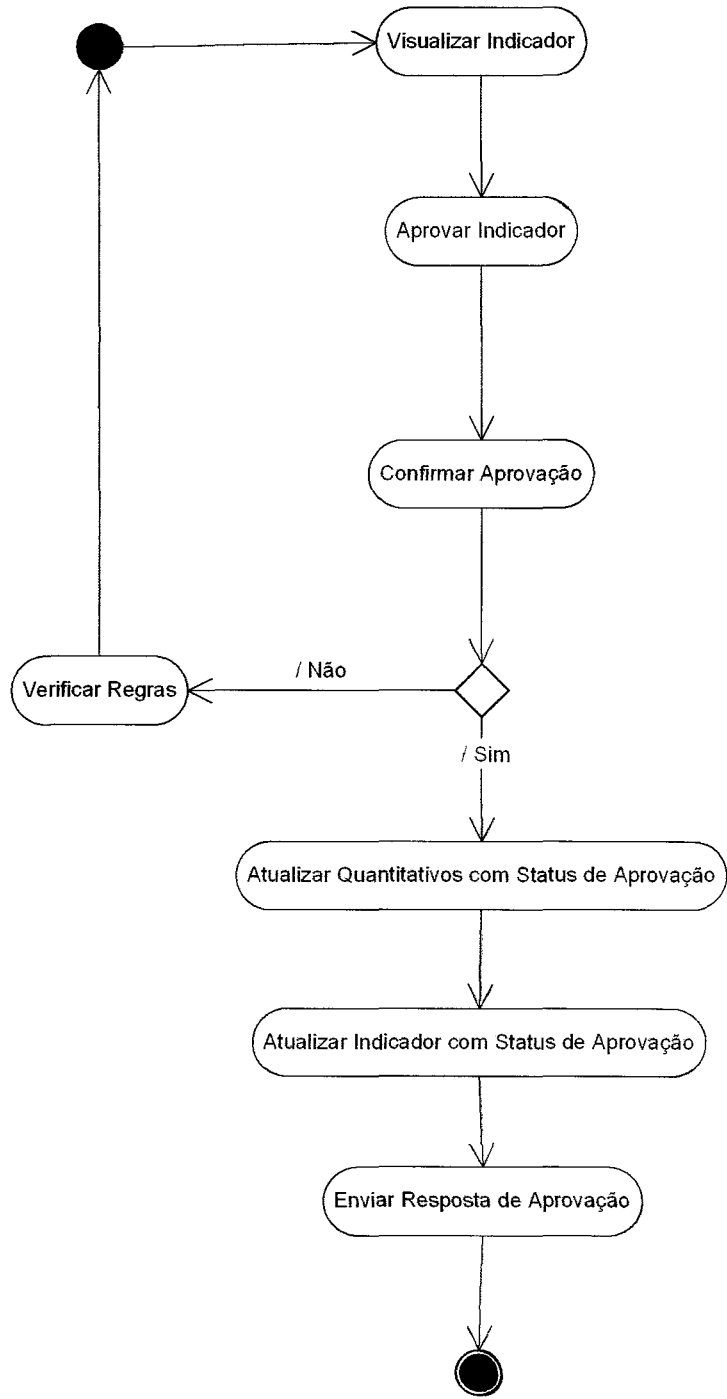 Visualizar Indicador
Aprovar Indicador
Confirmar Aprovação
/ Não
Verificar Regras
/ Sim
Atualizar Quantitativos com Status de Aprovação
Atualizar Indicador com Status de Aprovação
Enviar Resposta de Aprovação